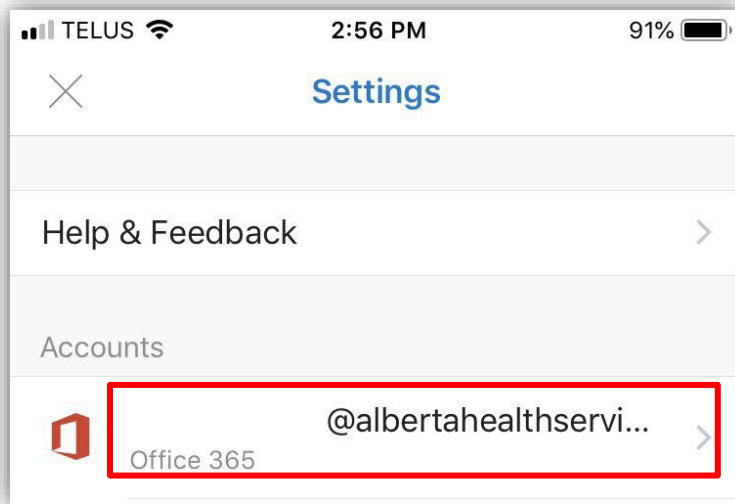 TELUS 2:56 PM 91%
Settings
Help & Feedback
Accounts
@albertahealthservi...
Office 365